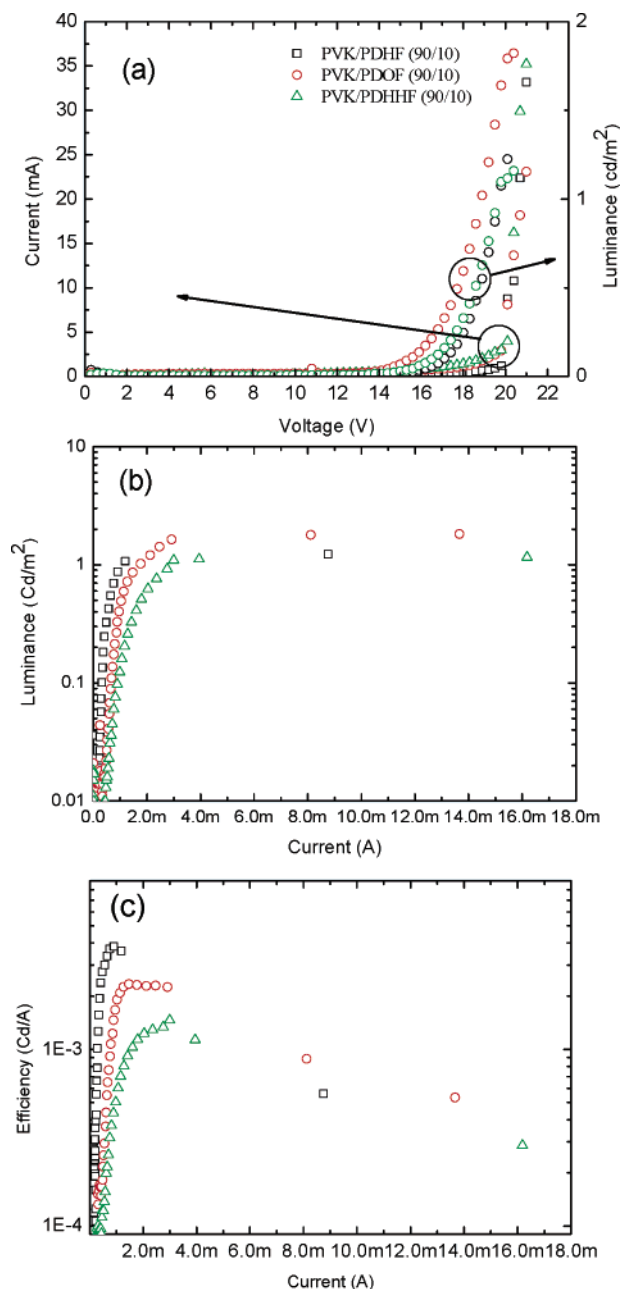 (a)
PVK/PDHF (90/10)
PVK/PDOF (90/10)
PVK/PDHHF (90/10)
40
35
30
25
20
15
10
5
0
Current (mA)
2
1
0
Luminance (cd/m²)
0 2 4 6 8 10 12 14 16 18 20 22
Voltage (V)
(b)
10
1
0.1
0.01
Luminance (Cd/m²)
0.0 2.0m 4.0m 6.0m 8.0m 10.0m 12.0m 14.0m 16.0m 18.0m
Current (A)
(c)
1E-3
1E-4
Efficiency (Cd/A)
2.0m 4.0m 6.0m 8.0m 10.0m 12.0m 14.0m 16.0m 18.0m
Current (A)